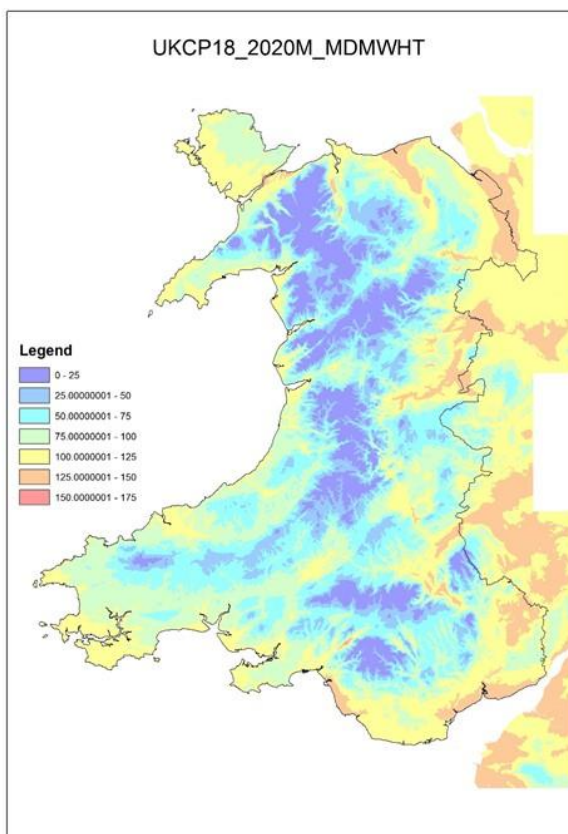 UKCP18_2020M_MDMWHT
Legend
0 - 25
25.00000001 - 50
50.00000001 - 75
75.00000001 - 100
100.0000001 - 125
125.0000001 - 150
150.0000001 - 175